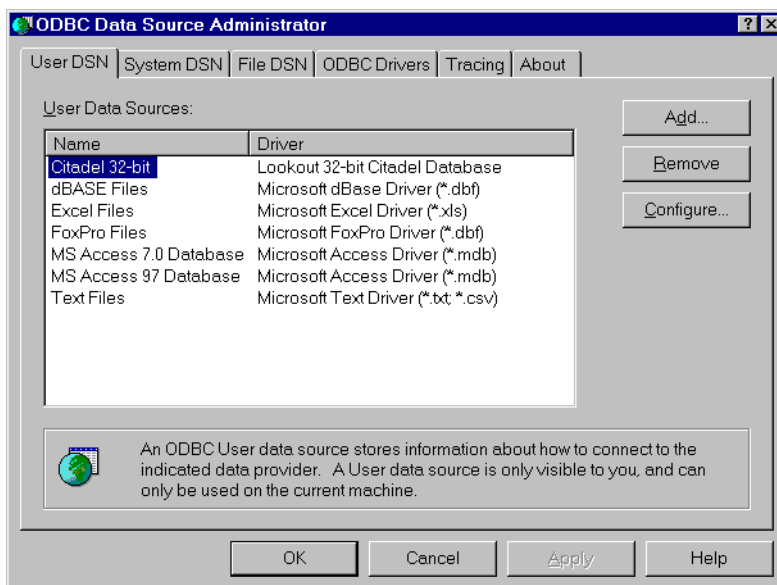 ODBC Data Source Administrator
User DSN System DSN File DSN ODBC Drivers Tracing About
User Data Sources:
Name Driver
Citadel 32-bit Lookout 32-bit Citadel Database
dBASE Files Microsoft dBase Driver (*.dbf)
Excel Files Microsoft Excel Driver (*.xls)
FoxPro Files Microsoft FoxPro Driver (*.dbf)
MS Access 7.0 Database Microsoft Access Driver (*.mdb)
MS Access 97 Database Microsoft Access Driver (*.mdb)
Text Files Microsoft Text Driver (*.txt; *.csv)
Add...
Remove
Configure...
An ODBC User data source stores information about how to connect to the
indicated data provider. A User data source is only visible to you, and can
only be used on the current machine.
OK Cancel Apply Help